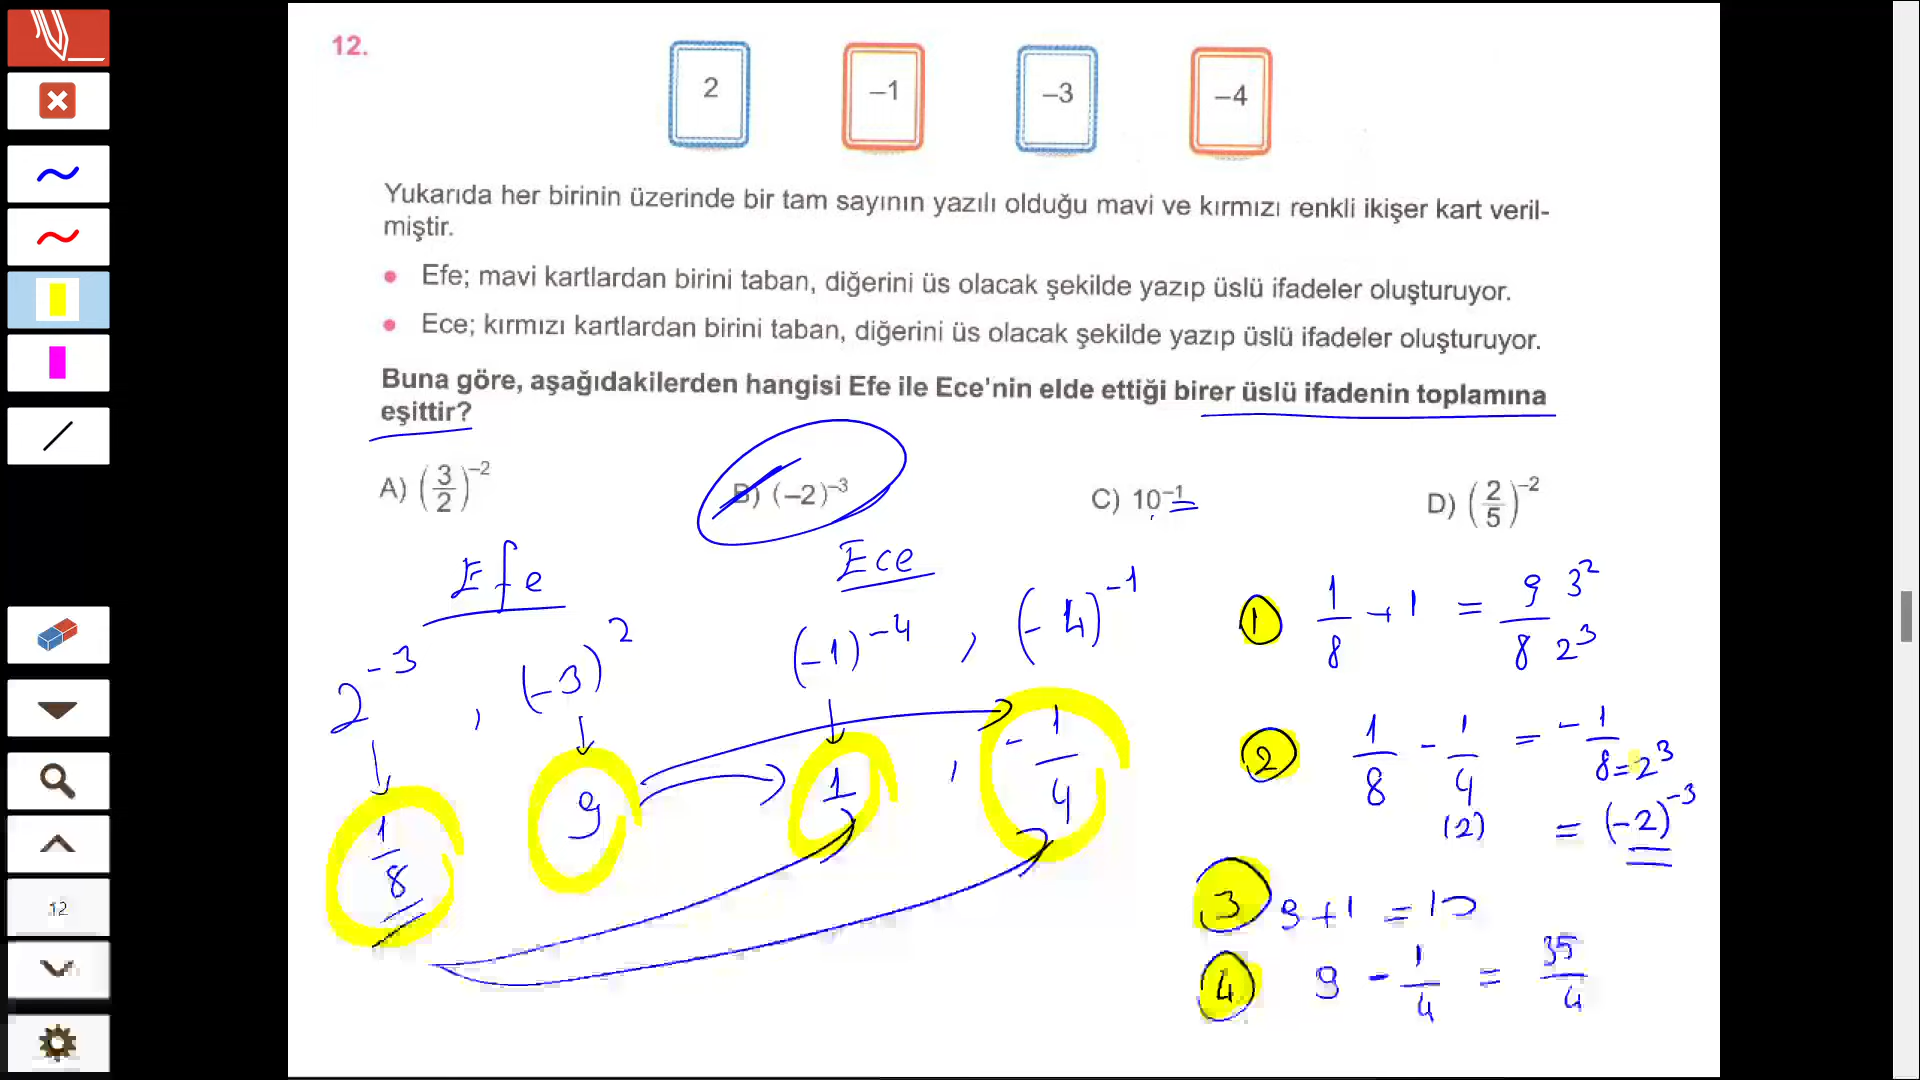 12.
2 –1 –3 –4
Yukarıda her birinin üzerinde bir tam sayının yazılı olduğu mavi ve kırmızı renkli ikişer kart veril-
miştir.
• Efe; mavi kartlardan birini taban, diğerini üs olacak şekilde yazıp üslü ifadeler oluşturuyor.
• Ece; kırmızı kartlardan birini taban, diğerini üs olacak şekilde yazıp üslü ifadeler oluşturuyor.
Buna göre, aşağıdakilerden hangisi Efe ile Ece'nin elde ettiği birer üslü ifadenin toplamına
eşittir?
A) (3/2)^–2 B) (–2)^–3 C) 10^–1 D) (2/5)^–2
Efe
2^-3 , (-3)^2
1/8 9
Ece
(-1)^-4 , (-4)^-1
1 , -1/4
1 1/8 + 1 = 9/8 3^2 2^3
2 1/8 - 1/4 = -1/8 = 2^3
(2) = (-2)^-3
3 9 + 1 = 10
4 9 - 1/4 = 35/4
12